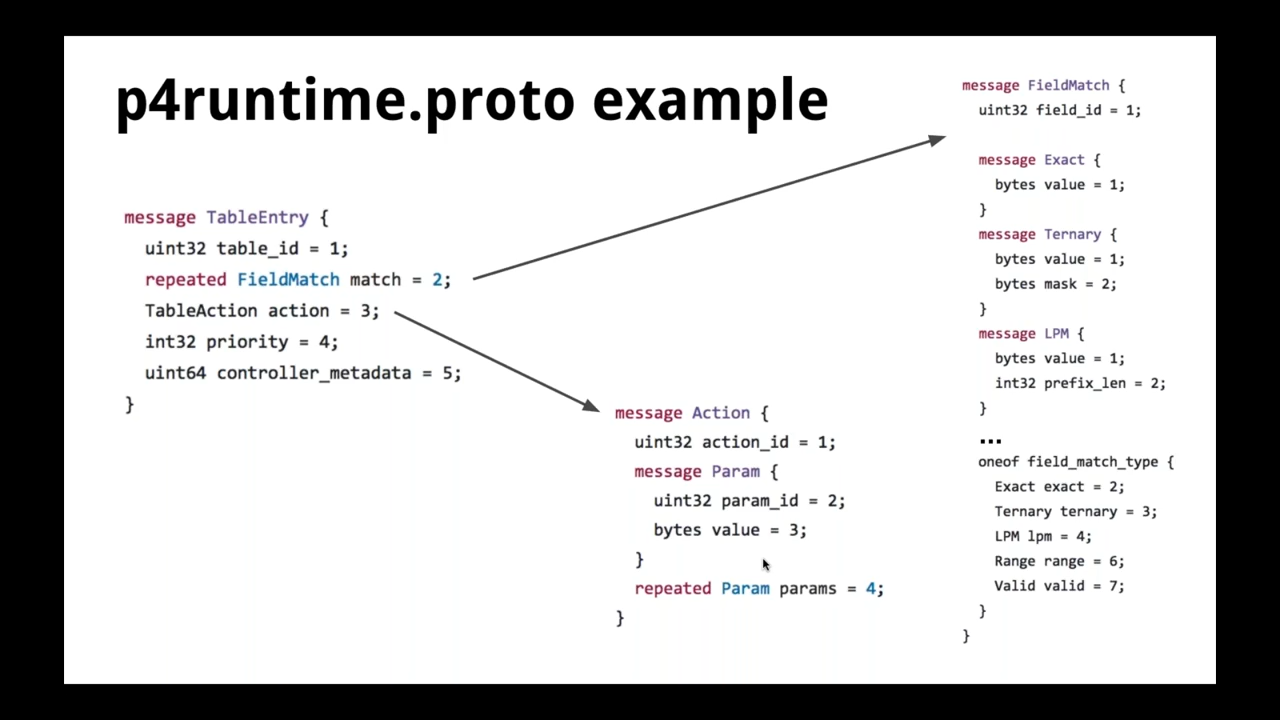 p4runtime.proto example
message TableEntry {
uint32 table_id = 1;
repeated FieldMatch match = 2;
TableAction action = 3;
int32 priority = 4;
uint64 controller_metadata = 5;
}
message Action {
uint32 action_id = 1;
message Param {
uint32 param_id = 2;
bytes value = 3;
}
repeated Param params = 4;
}
message FieldMatch {
uint32 field_id = 1;
message Exact {
bytes value = 1;
}
message Ternary {
bytes value = 1;
bytes mask = 2;
}
message LPM {
bytes value = 1;
int32 prefix_len = 2;
}
...
oneof field_match_type {
Exact exact = 2;
Ternary ternary = 3;
LPM lpm = 4;
Range range = 6;
Valid valid = 7;
}
}